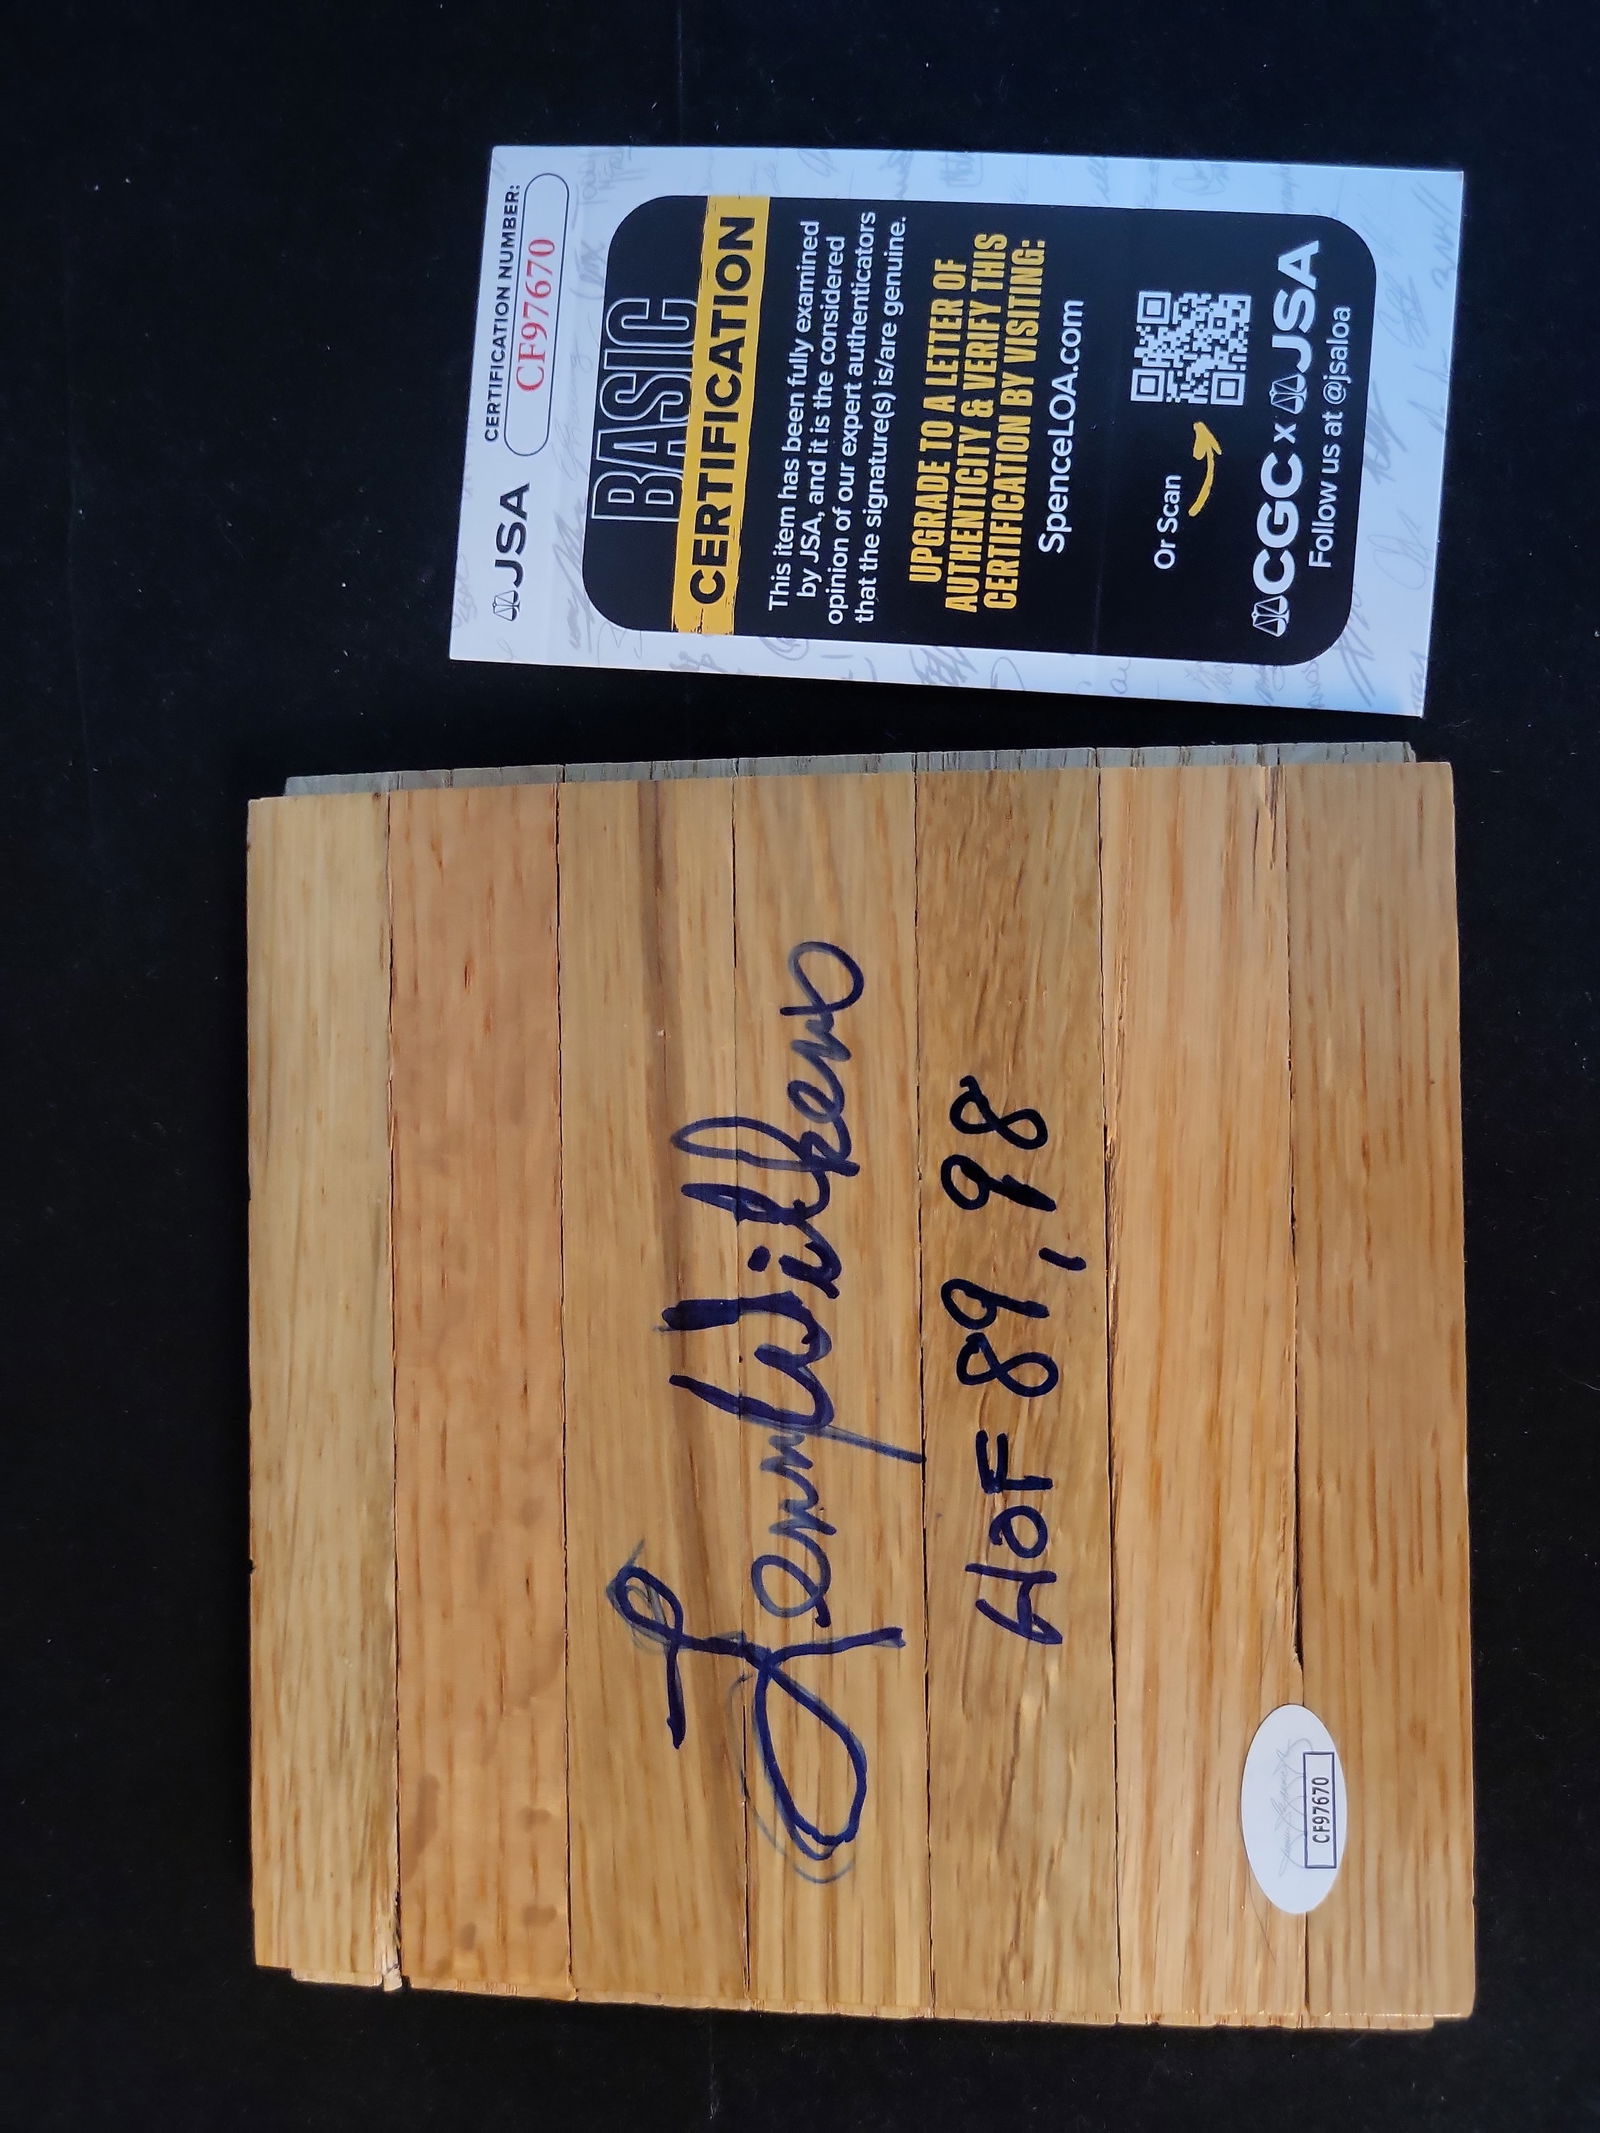 JSA
CERTIFICATION NUMBER:
CF97670
BASIC
CERTIFICATION
This item has been fully examined
by JSA, and it is the considered
opinion of our expert authenticators
that the signature(s) is/are genuine.
UPGRADE TO A LETTER OF
AUTHENTICITY & VERIFY THIS
CERTIFICATION BY VISITING:
SpenceLOA.com
Or Scan
CGC x JSA
Follow us at @jsaloa
Lenny Wilkens
HOF 89, 98
CF97670